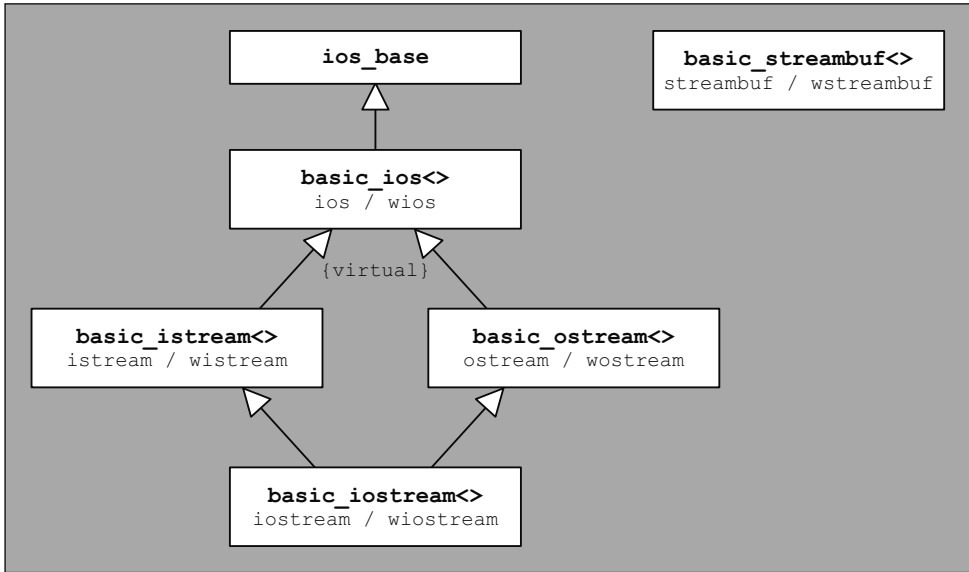 ios_base
basic_streambuf<>
streambuf / wstreambuf
basic_ios<>
ios / wios
{virtual}
basic_istream<>
istream / wistream
basic_ostream<>
ostream / wostream
basic_iostream<>
iostream / wiostream